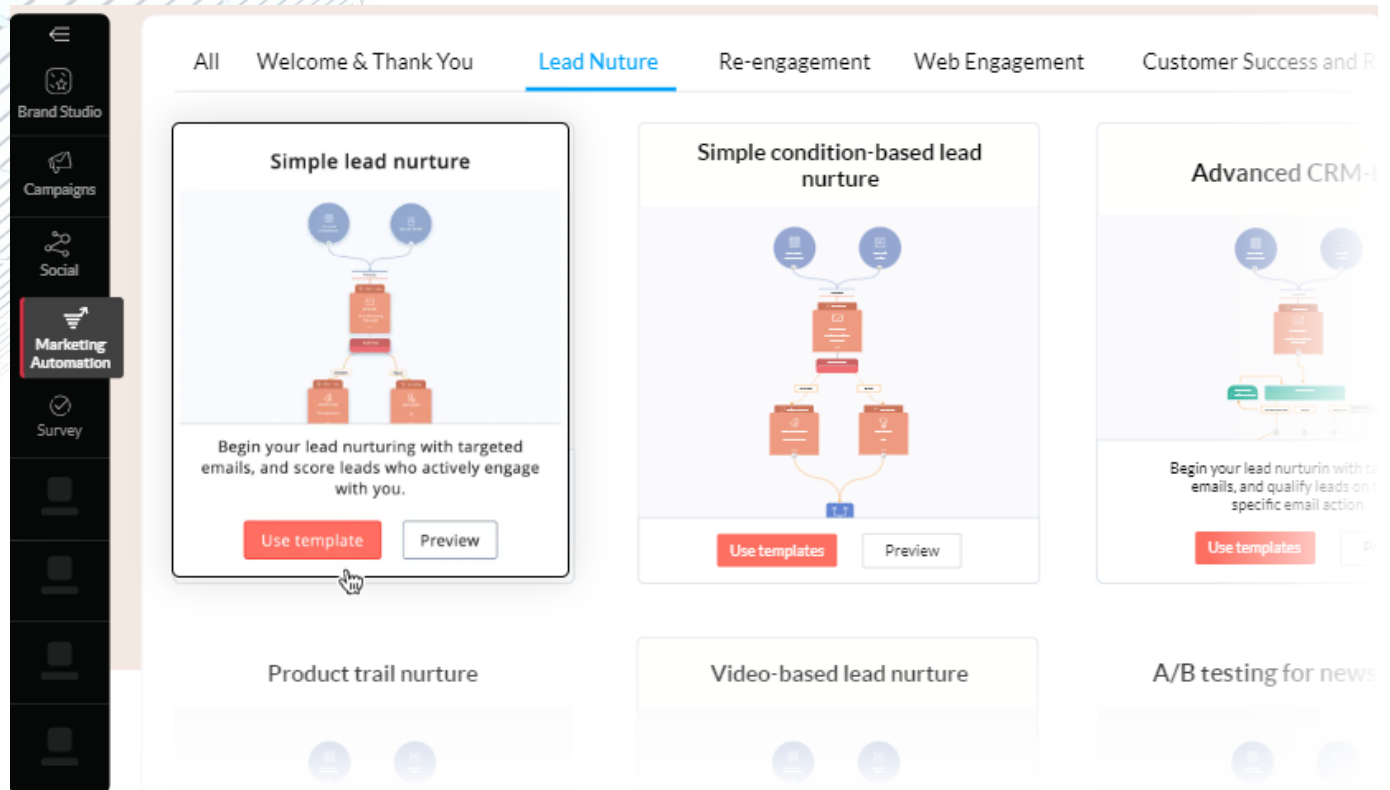 All
Welcome & Thank You
Lead Nuture
Re-engagement
Web Engagement
Customer Success and R
Brand Studio
Campaigns
Social
Marketing
Automation
Survey
Simple lead nurture
Begin your lead nurturing with targeted
emails, and score leads who actively engage
with you.
Use template
Preview
Simple condition-based lead
nurture
Use templates
Preview
Advanced CRM-
Begin your lead nurturin with
emails, and qualify leads on
specific email action
Use templates
Product trail nurture
Video-based lead nurture
A/B testing for news